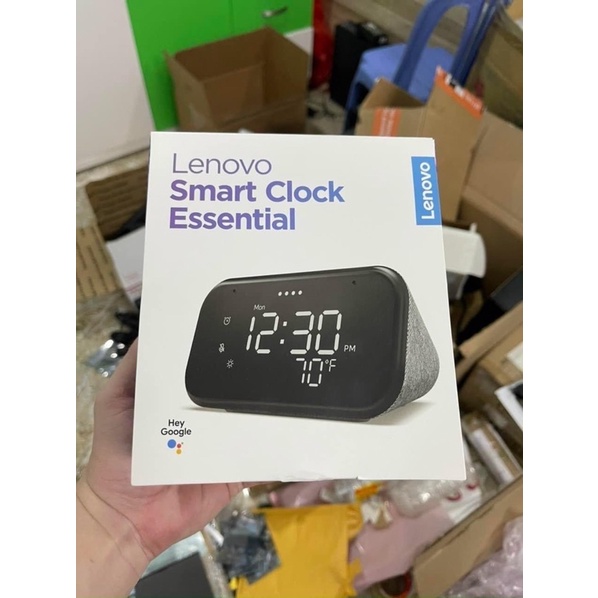 Lenovo
Smart Clock
Essential
Lenovo
Mon
12:30 PM
70°F
Hey
Google